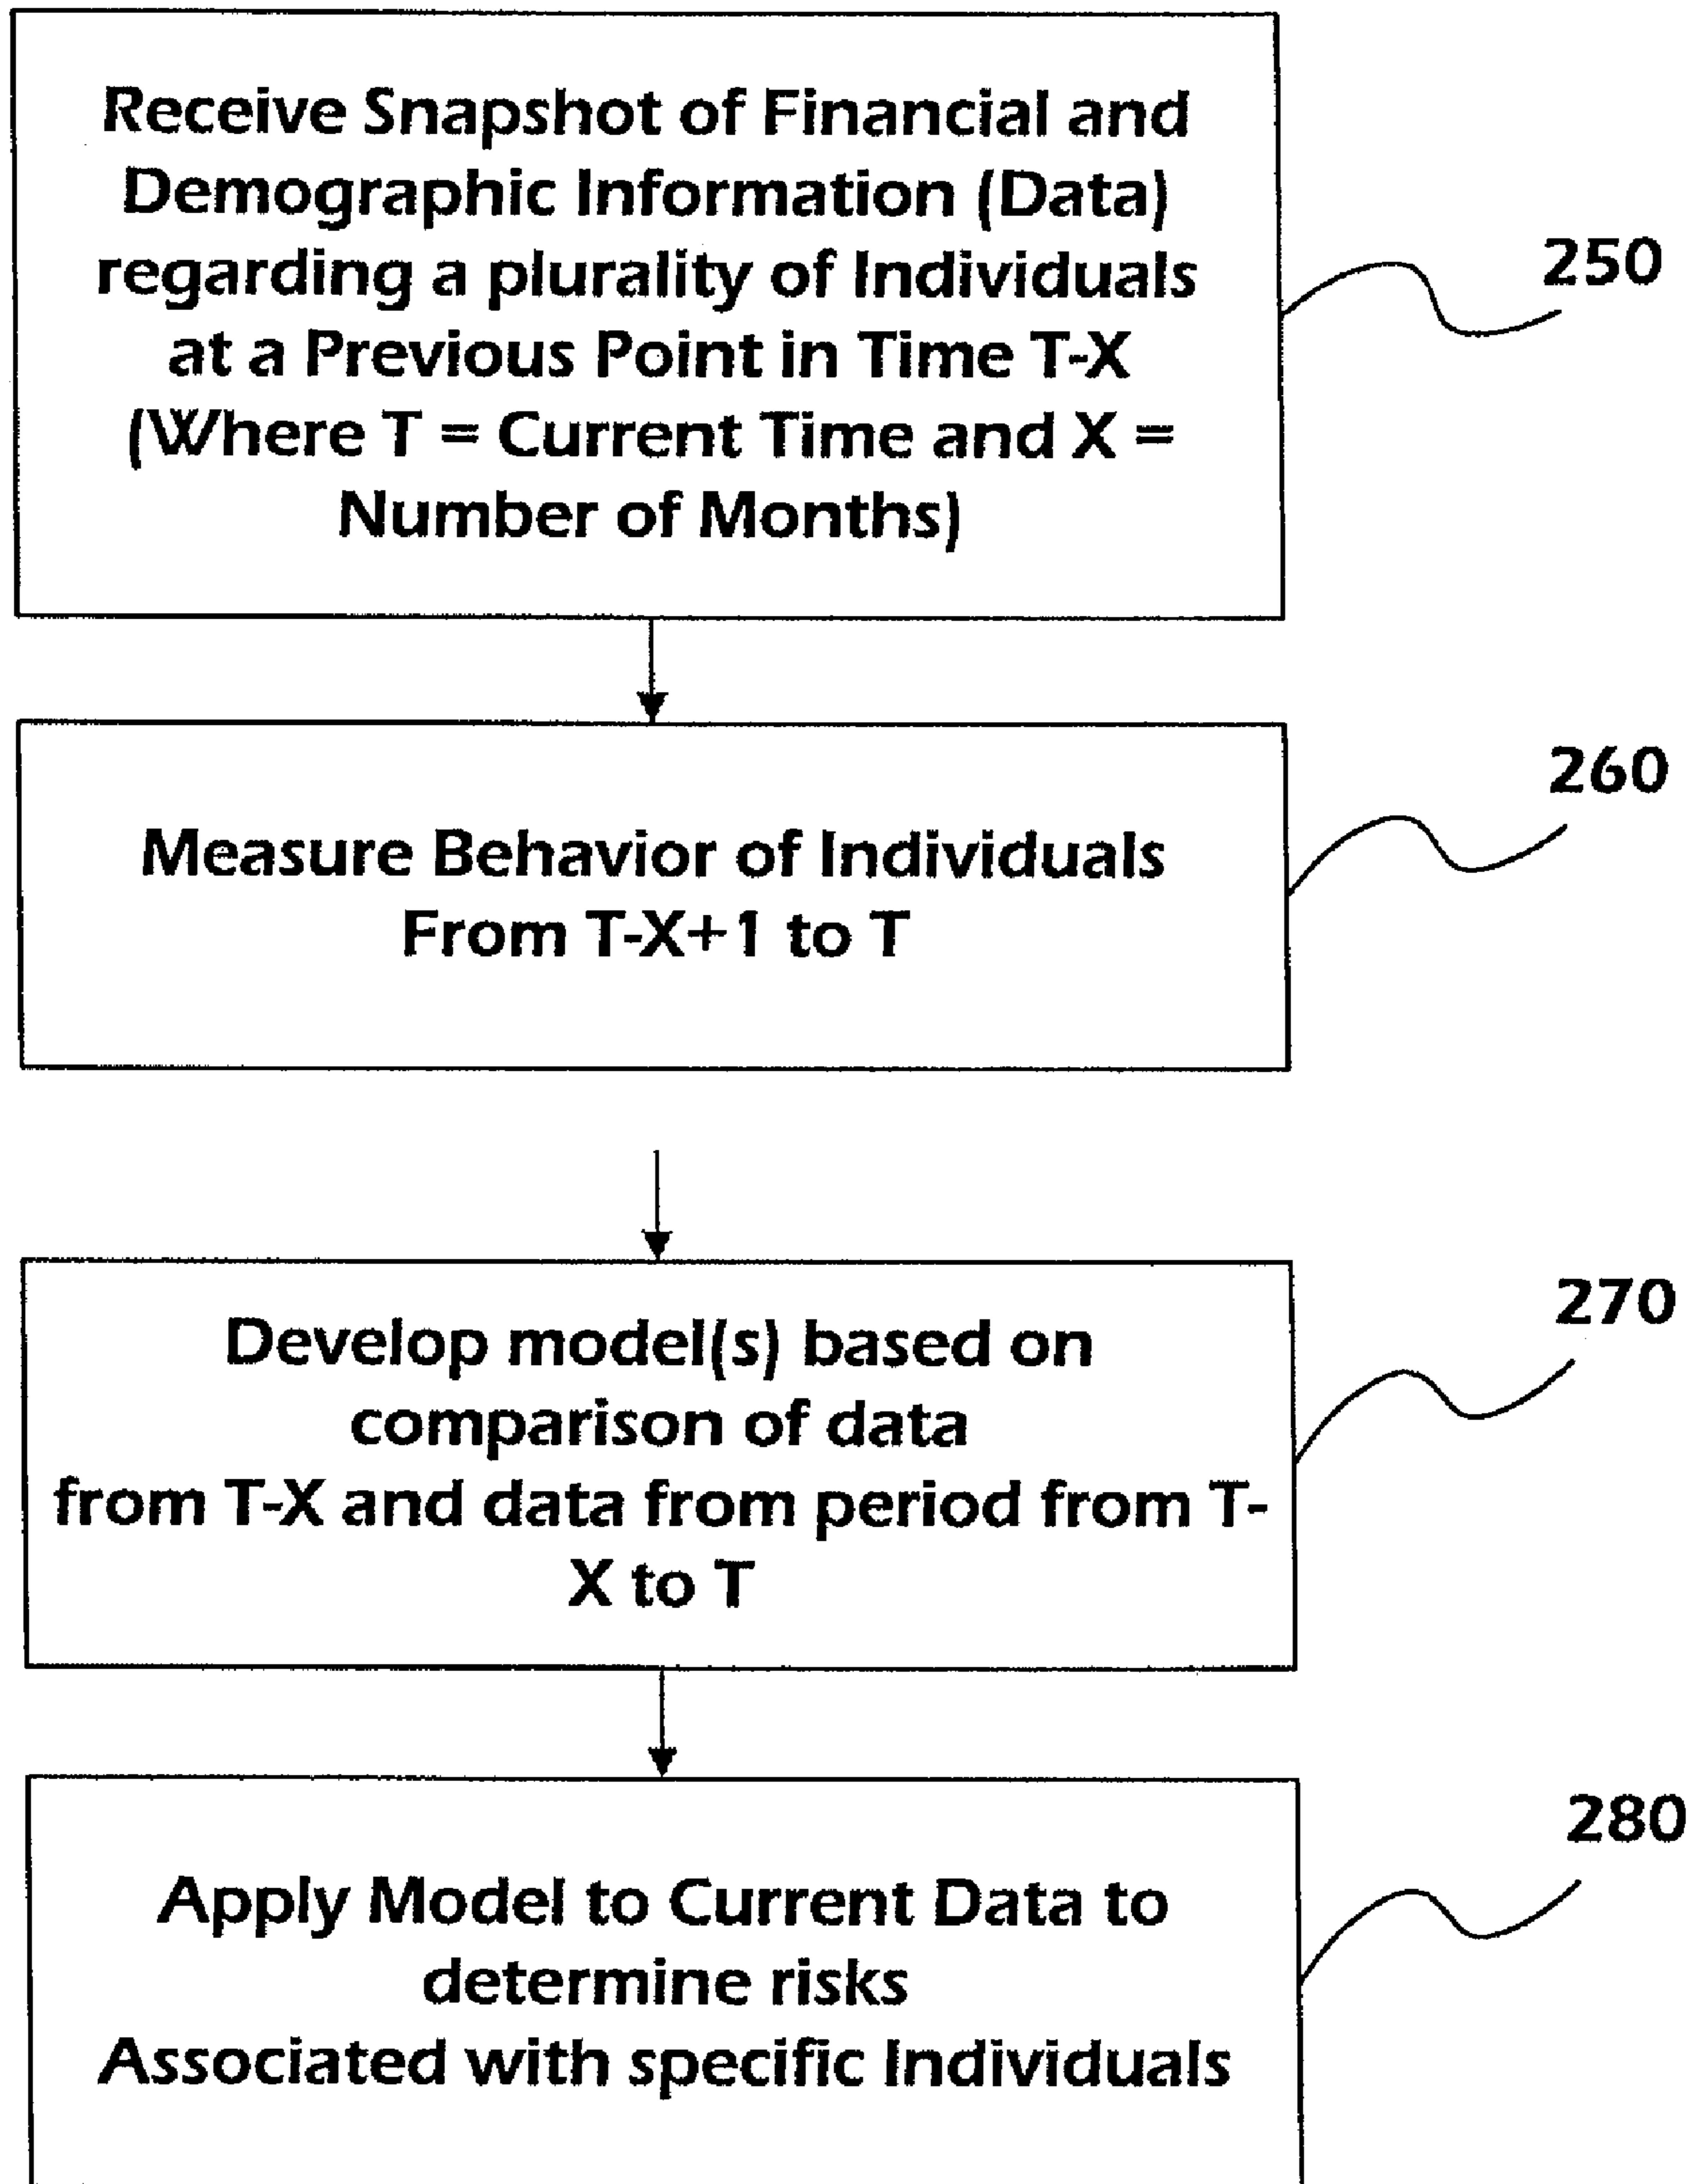 Receive Snapshot of Financial and
Demographic Information (Data)
regarding a plurality of Individuals
at a Previous Point in Time T-X
(Where T = Current Time and X =
Number of Months)
250
Measure Behavior of Individuals
From T-X+1 to T
260
Develop model(s) based on
comparison of data
from T-X and data from period from T-
X to T
270
Apply Model to Current Data to
determine risks
Associated with specific Individuals
280